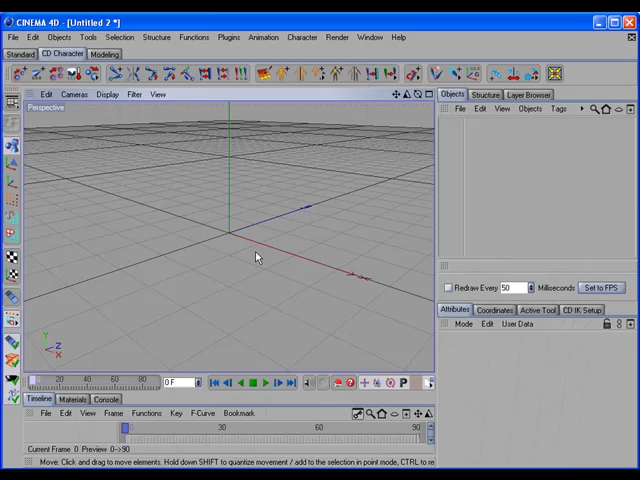 CINEMA 4D - [Untitled 2 *]
File Edit Objects Tools Selection Structure Functions Plugins Animation Character Render Window Help
Standard CD Character Modeling
Edit Cameras Display Filter View
Objects Structure Layer Browser
Perspective
File Edit View Objects Tags
Redraw Every 50 Milliseconds Set to FPS
Attributes Coordinates Active Tool CD IK Setup
Mode Edit User Data
Y
Z
X
0 20 40 60 80 0 F
P
Timeline Materials Console
File Edit View Frame Functions Key F-Curve Bookmark
0 30 60 90
Current Frame 0 Preview 0-->90
Move: Click and drag to move elements. Hold down SHIFT to quantize movement / add to the selection in point mode, CTRL to re